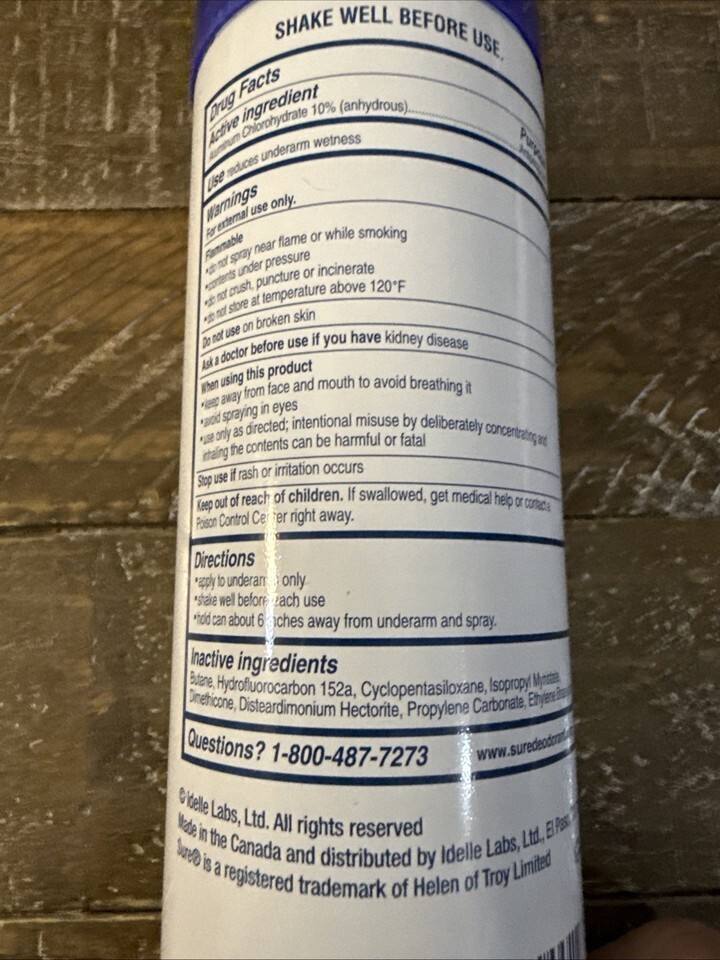 SHAKE WELL BEFORE USE.
Drug Facts
Active ingredient
Aluminum Chlorohydrate 10% (anhydrous)
Use reduces underarm wetness
Warnings
For external use only.
Flammable
•do not spray near flame or while smoking
•contents under pressure
•do not crush, puncture or incinerate
•do not store at temperature above 120°F
Do not use on broken skin
Ask a doctor before use if you have kidney disease
When using this product
•keep away from face and mouth to avoid breathing it
•avoid spraying in eyes
•use only as directed; intentional misuse by deliberately concentrating and
inhaling the contents can be harmful or fatal
Stop use if rash or irritation occurs
Keep out of reach of children. If swallowed, get medical help or contact a
Poison Control Center right away.
Directions
•apply to underarms only
•shake well before each use
•hold can about 6 inches away from underarm and spray.
Inactive ingredients
Butane, Hydrofluorocarbon 152a, Cyclopentasiloxane, Isopropyl Myristate,
Dimethicone, Disteardimonium Hectorite, Propylene Carbonate, Ethylene
Questions? 1-800-487-7273 www.suredeodorant
© Idelle Labs, Ltd. All rights reserved
Made in the Canada and distributed by Idelle Labs, Ltd., El Paso,
Sure® is a registered trademark of Helen of Troy Limited